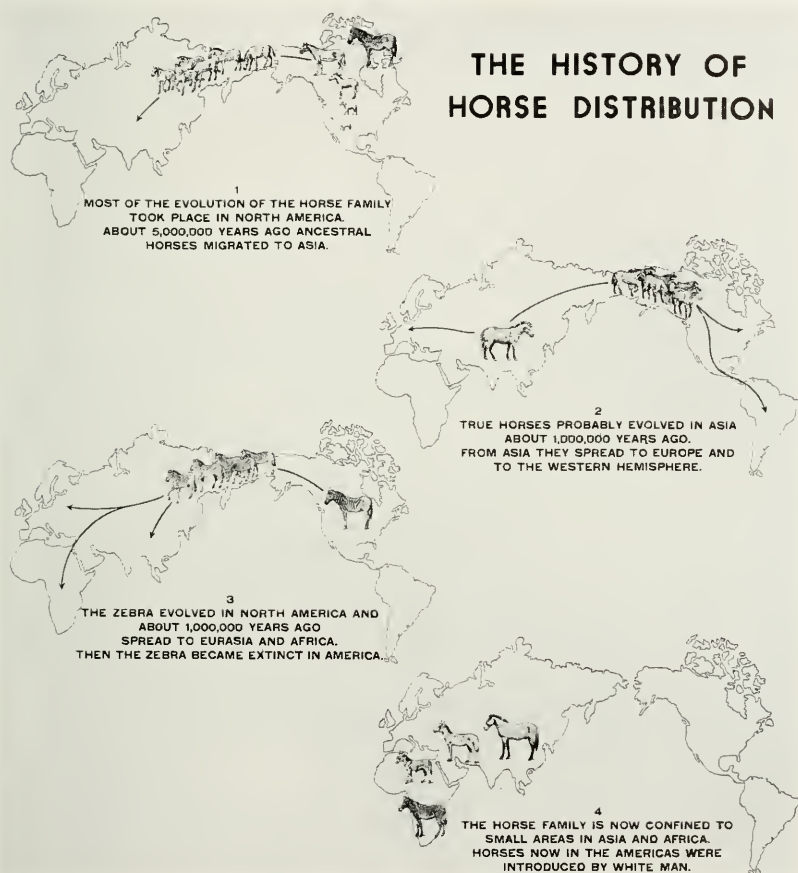 THE HISTORY OF
HORSE DISTRIBUTION
1
MOST OF THE EVOLUTION OF THE HORSE FAMILY
TOOK PLACE IN NORTH AMERICA.
ABOUT 5,000,000 YEARS AGO ANCESTRAL
HORSES MIGRATED TO ASIA.
2
TRUE HORSES PROBABLY EVOLVED IN ASIA
ABOUT 1,000,000 YEARS AGO.
FROM ASIA THEY SPREAD TO EUROPE AND
TO THE WESTERN HEMISPHERE.
3
THE ZEBRA EVOLVED IN NORTH AMERICA AND
ABOUT 1,000,000 YEARS AGO
SPREAD TO EURASIA AND AFRICA.
THEN THE ZEBRA BECAME EXTINCT IN AMERICA.
4
THE HORSE FAMILY IS NOW CONFINED TO
SMALL AREAS IN ASIA AND AFRICA.
HORSES NOW IN THE AMERICAS WERE
INTRODUCED BY WHITE MAN.